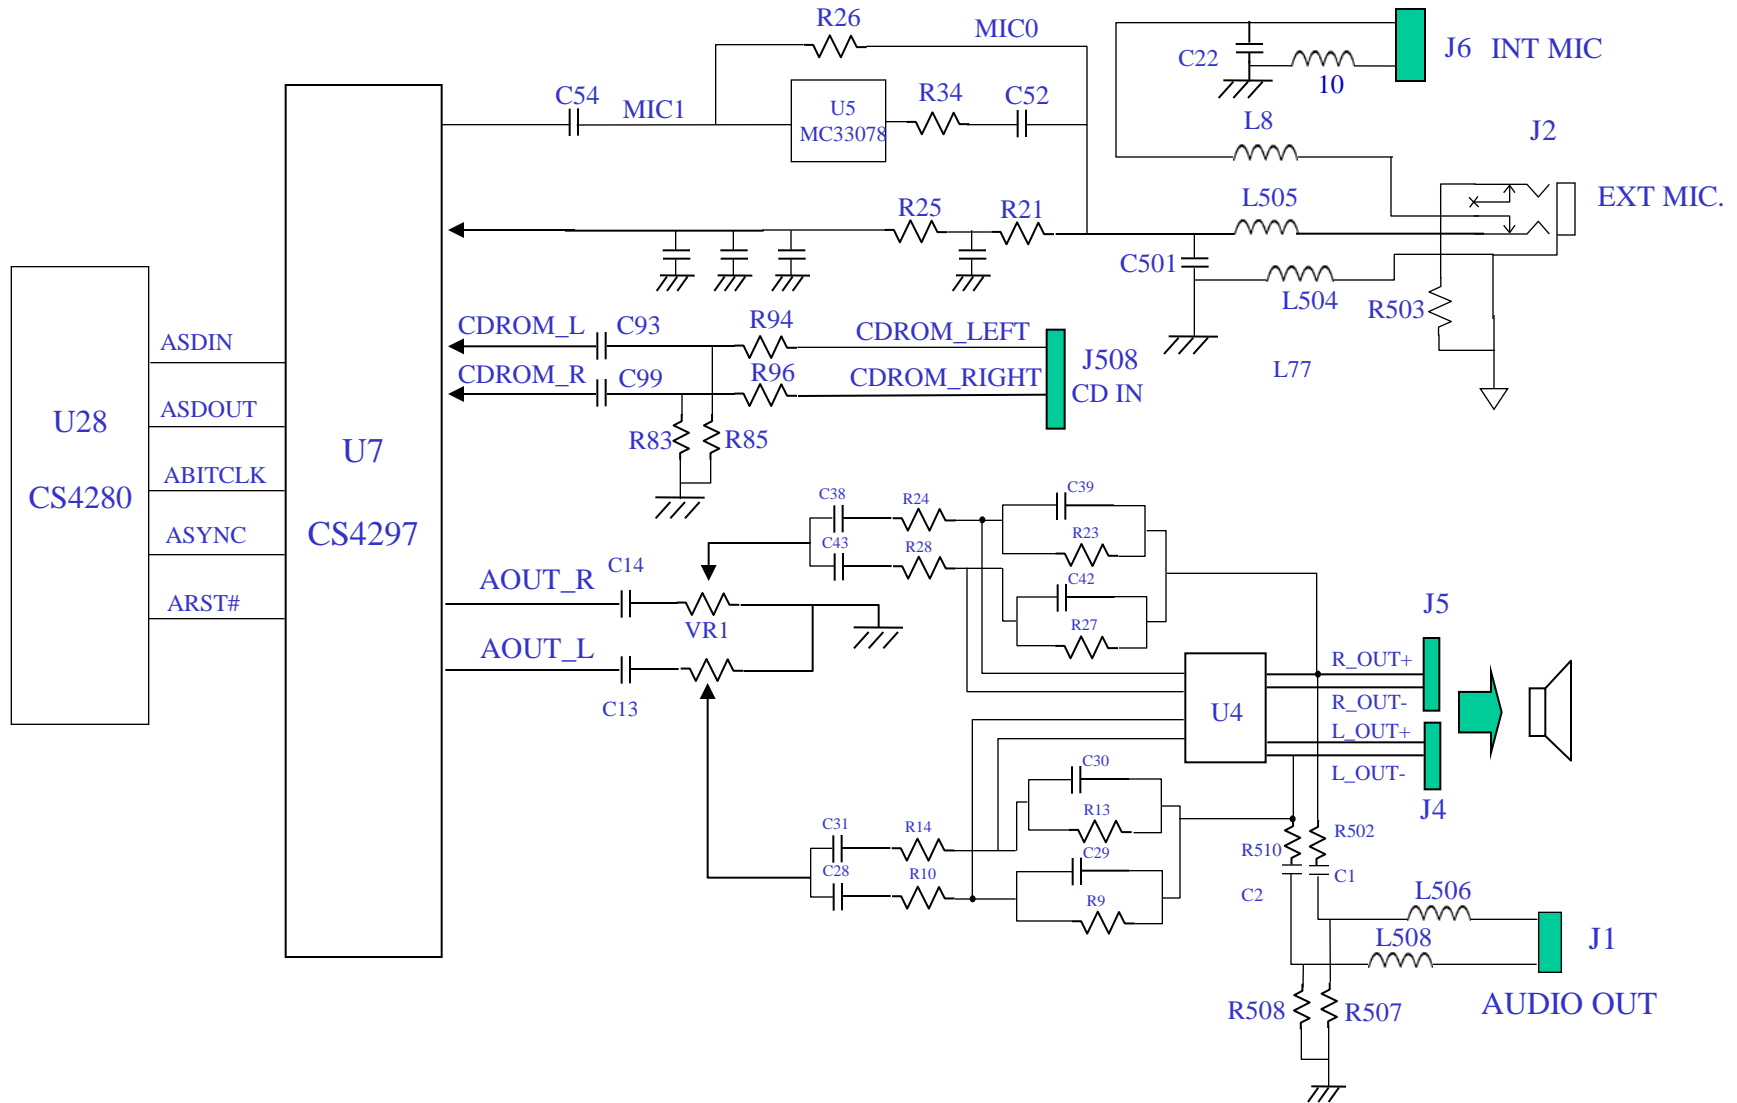 R26
MIC0
J6 INT MIC
C22
10
C54
MIC1
U5
MC33078
R34
C52
L8
J2
R25
R21
L505
EXT MIC.
C501
L504
R503
L77
CDROM_L
C93
R94
CDROM_LEFT
J508
CD IN
CDROM_R
C99
R96
CDROM_RIGHT
R83
R85
ASDIN
ASDOUT
ABITCLK
ASYNC
ARST#
U28
CS4280
U7
CS4297
C38
R24
C39
R23
C43
R28
C42
R27
AOUT_R
C14
VR1
AOUT_L
C13
J5
R_OUT+
R_OUT-
U4
L_OUT+
L_OUT-
J4
C30
R13
C31
R14
C29
C28
R10
R9
R510
R502
C2
C1
L506
L508
J1
R508
R507
AUDIO OUT